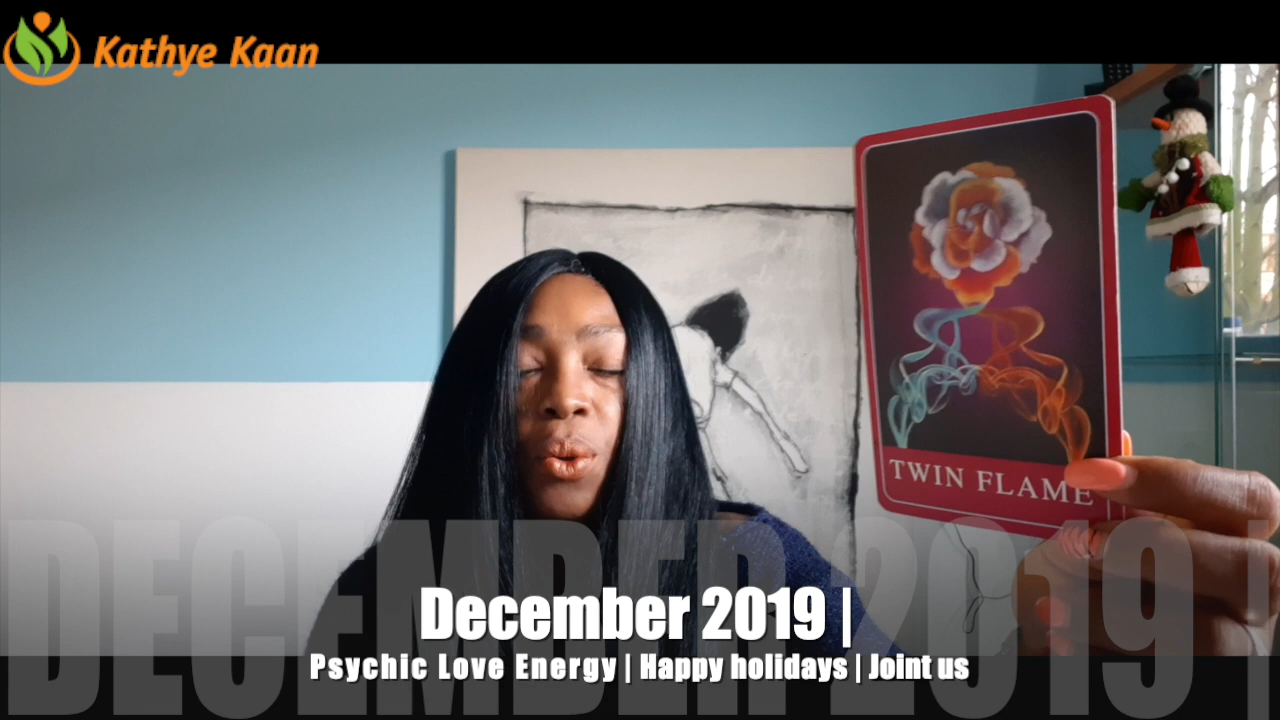 Kathye Kaan
TWIN FLAME
DECEMBER 2019 |
December 2019 |
Psychic Love Energy | Happy holidays | Joint us